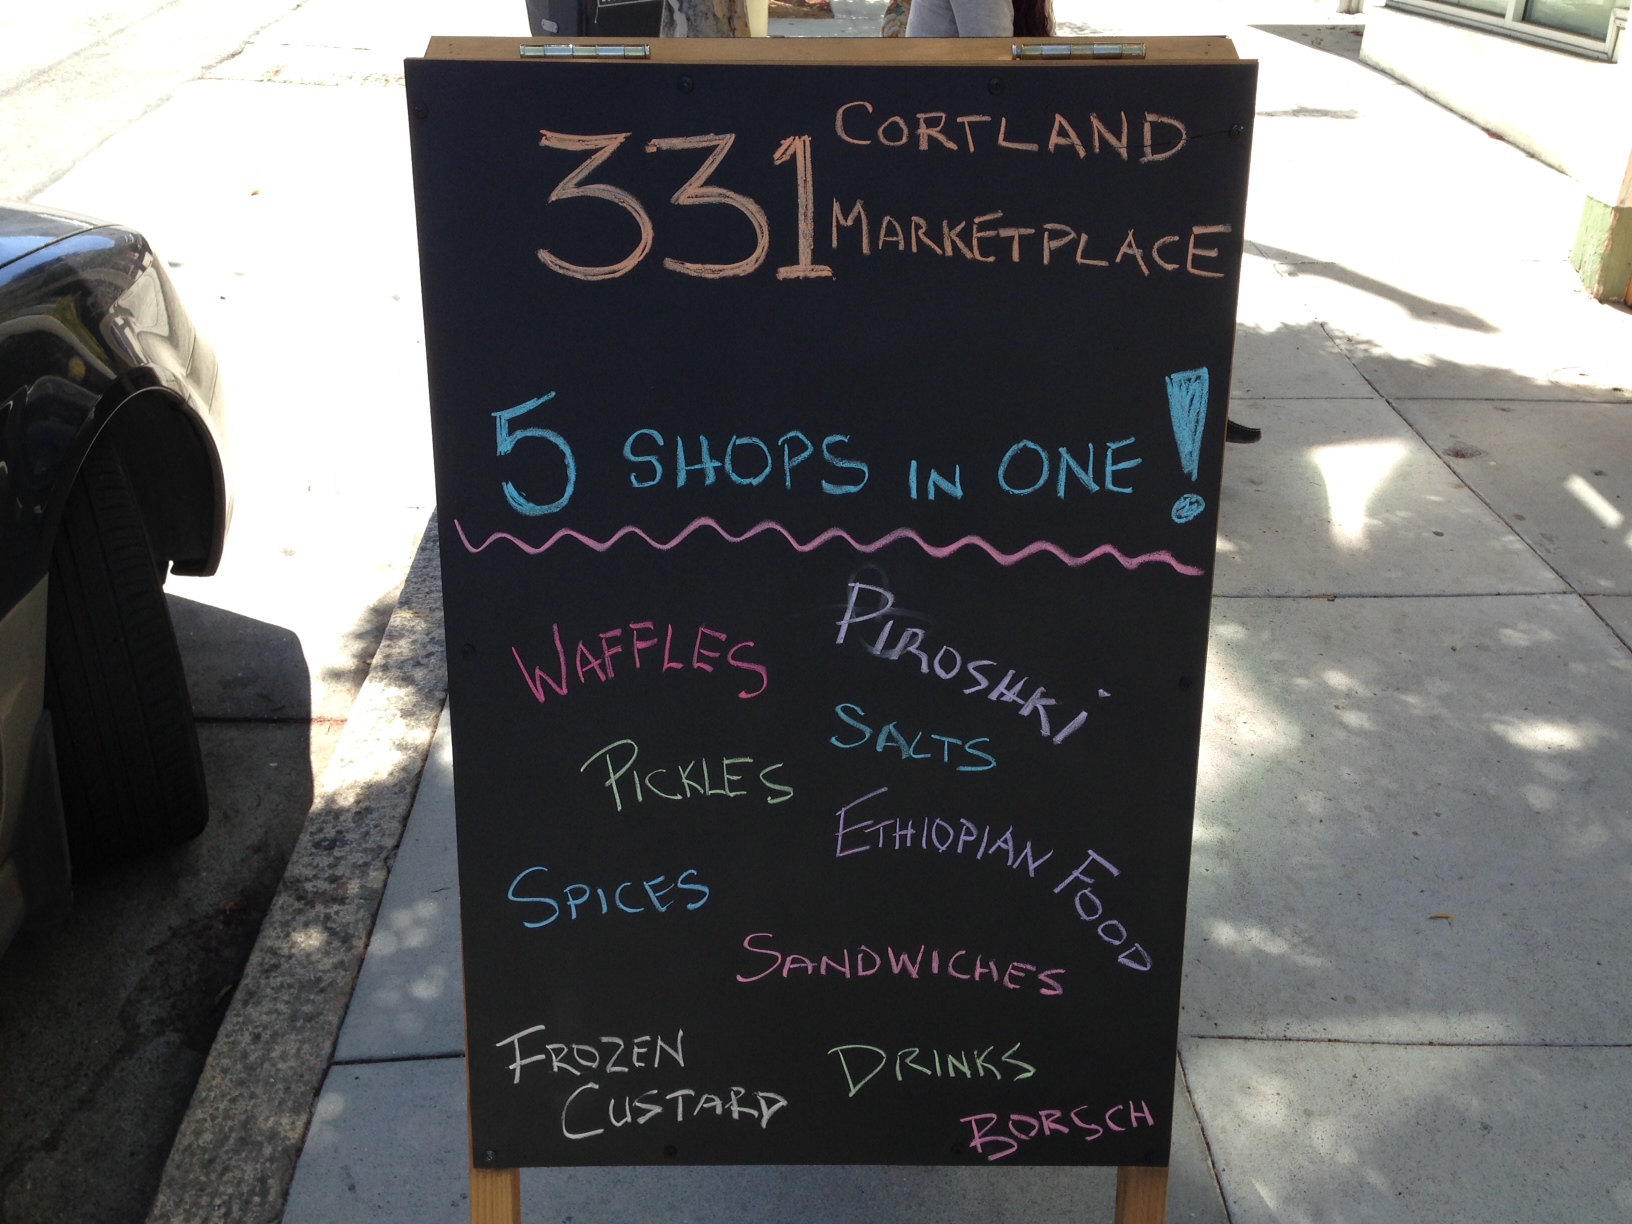 331 CORTLAND
MARKETPLACE
5 SHOPS IN ONE!
WAFFLES
PIROSHKi
SALTS
PICKLES
ETHIOPIAN FOOD
SPICES
SANDWICHES
FROZEN
CUSTARD
DRINKS
BORSCH